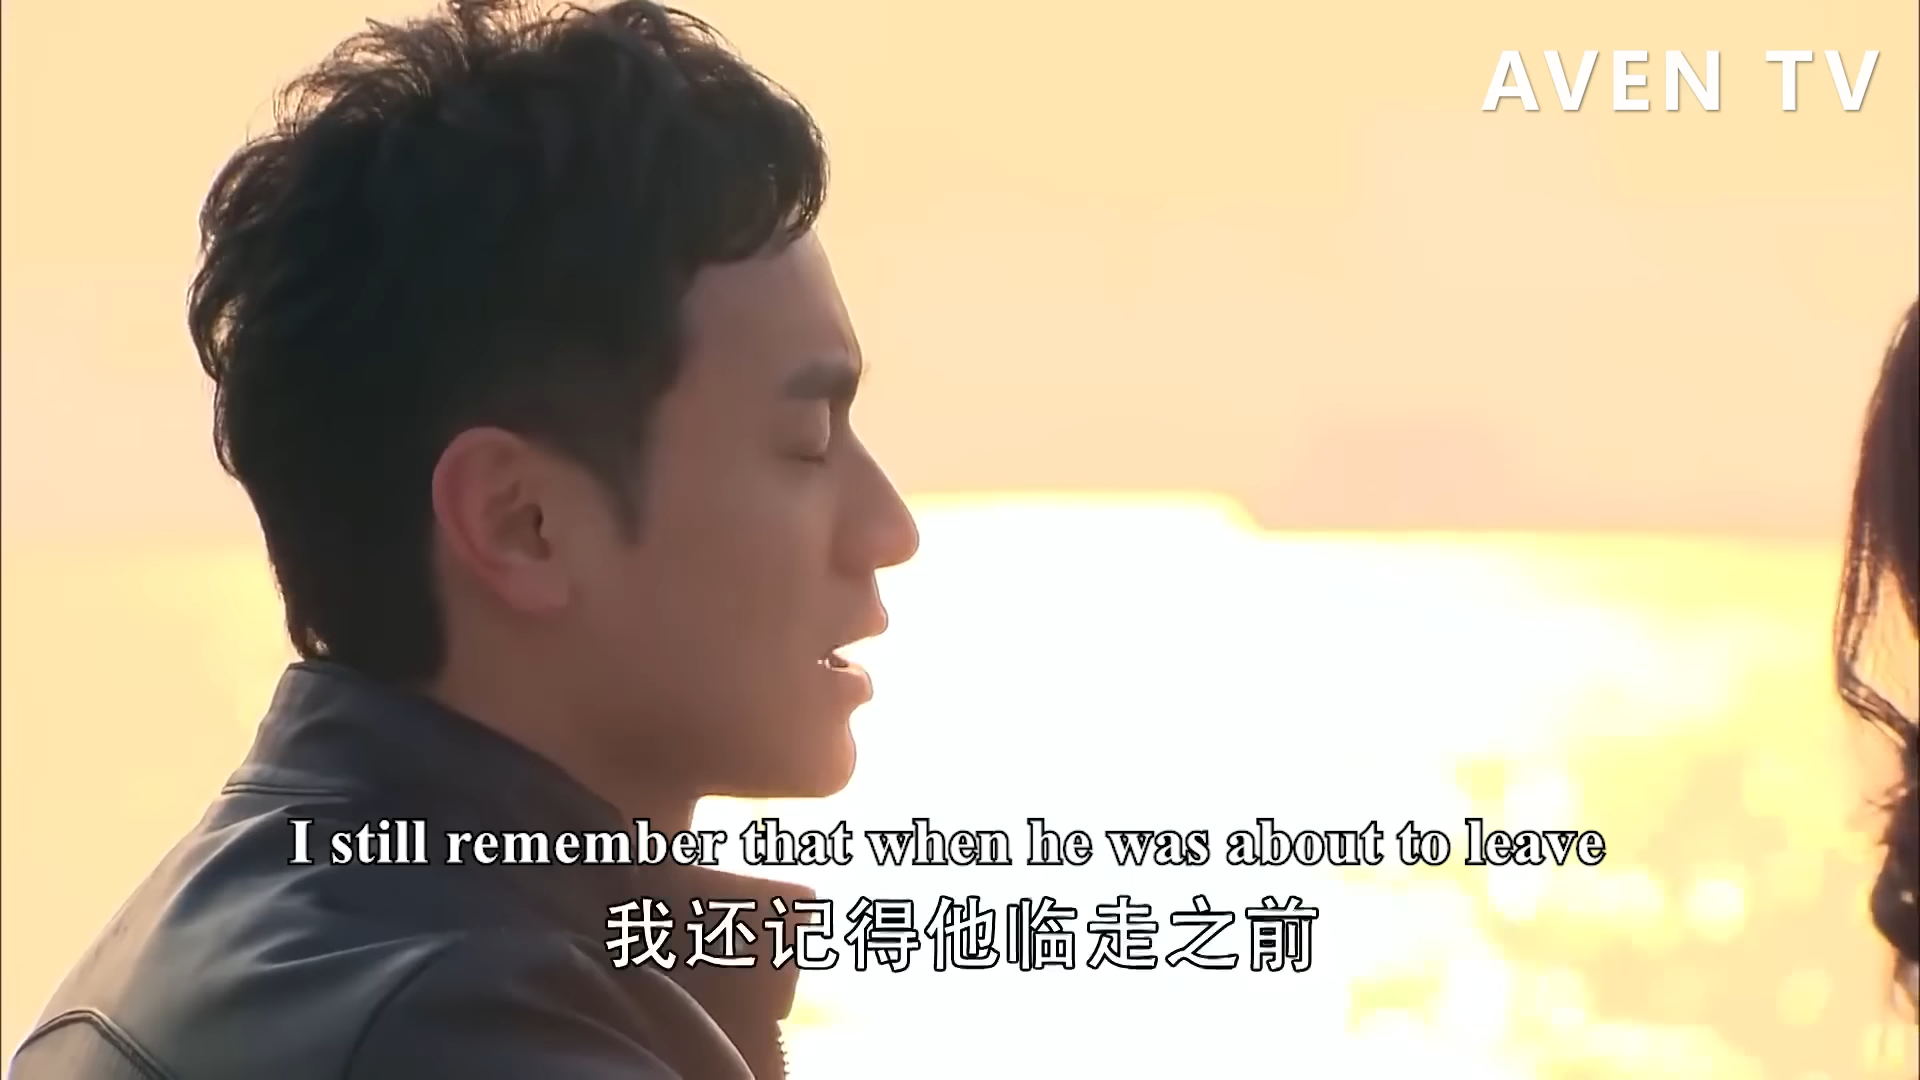 AVEN TV
I still remember that when he was about to leave
我还记得他临走之前